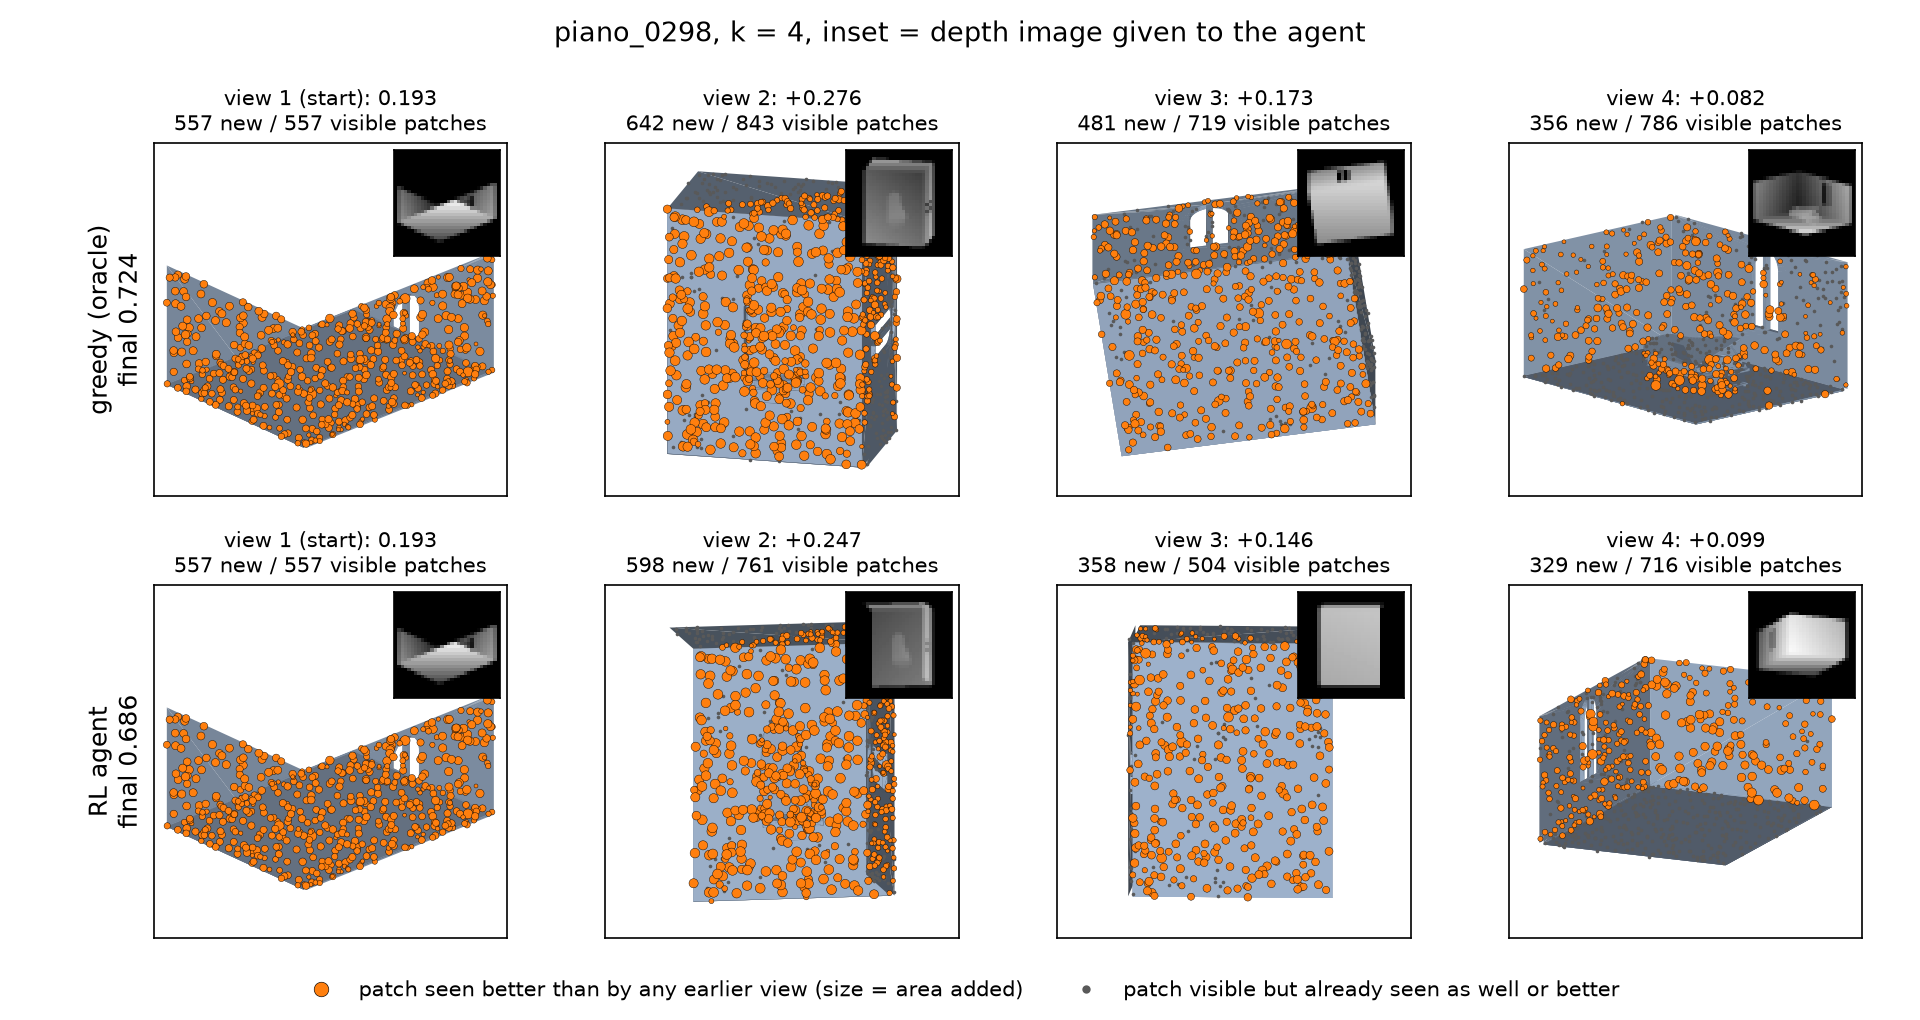 piano_0298, k = 4, inset = depth image given to the agent
greedy (oracle)
final 0.724
view 1 (start): 0.193
557 new / 557 visible patches
view 2: +0.276
642 new / 843 visible patches
view 3: +0.173
481 new / 719 visible patches
view 4: +0.082
356 new / 786 visible patches
RL agent
final 0.686
view 1 (start): 0.193
557 new / 557 visible patches
view 2: +0.247
598 new / 761 visible patches
view 3: +0.146
358 new / 504 visible patches
view 4: +0.099
329 new / 716 visible patches
patch seen better than by any earlier view (size = area added)
patch visible but already seen as well or better